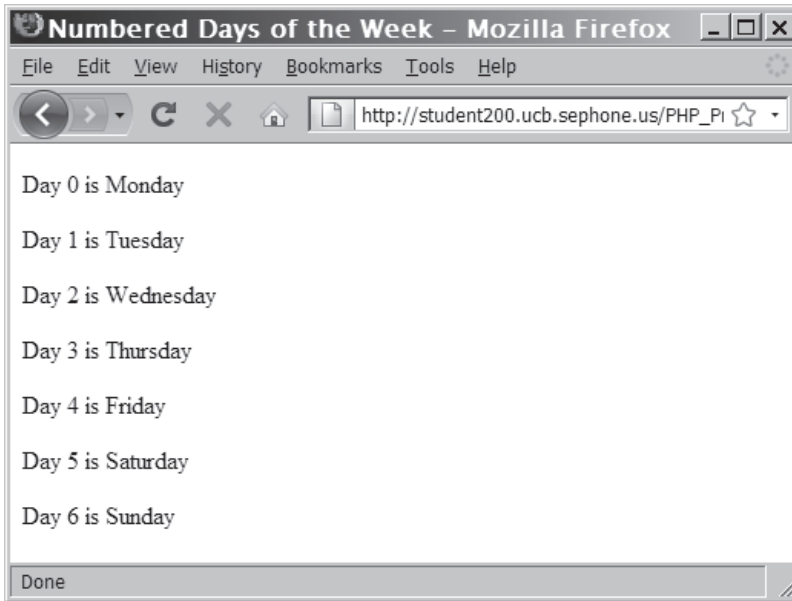 Numbered Days of the Week – Mozilla Firefox
File Edit View History Bookmarks Tools Help
http://student200.ucb.sephone.us/PHP_Pr
Day 0 is Monday
Day 1 is Tuesday
Day 2 is Wednesday
Day 3 is Thursday
Day 4 is Friday
Day 5 is Saturday
Day 6 is Sunday
Done